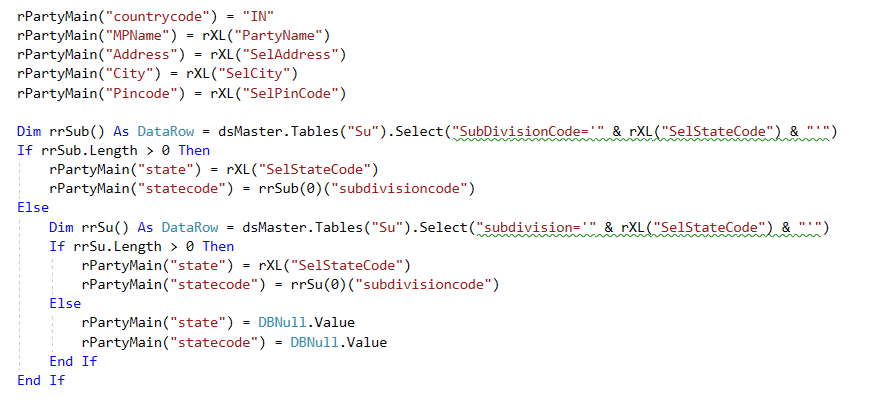 rPartyMain("countrycode") = "IN"
rPartyMain("MPName") = rXL("PartyName")
rPartyMain("Address") = rXL("SelAddress")
rPartyMain("City") = rXL("SelCity")
rPartyMain("Pincode") = rXL("SelPinCode")

Dim rrSub() As DataRow = dsMaster.Tables("Su").Select("SubDivisionCode='" & rXL("SelStateCode") & "'")
If rrSub.Length > 0 Then
    rPartyMain("state") = rXL("SelStateCode")
    rPartyMain("statecode") = rrSub(0)("subdivisioncode")
Else
    Dim rrSu() As DataRow = dsMaster.Tables("Su").Select("subdivision='" & rXL("SelStateCode") & "'")
    If rrSu.Length > 0 Then
        rPartyMain("state") = rXL("SelStateCode")
        rPartyMain("statecode") = rrSu(0)("subdivisioncode")
    Else
        rPartyMain("state") = DBNull.Value
        rPartyMain("statecode") = DBNull.Value
    End If
End If